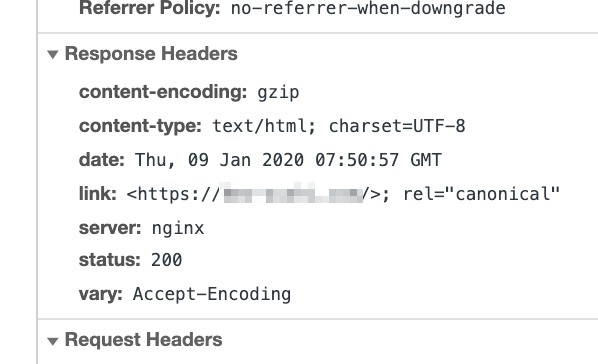 Referrer Policy: no-referrer-when-downgrade
▼ Response Headers
content-encoding: gzip
content-type: text/html; charset=UTF-8
date: Thu, 09 Jan 2020 07:50:57 GMT
link: <https:///>; rel="canonical"
server: nginx
status: 200
vary: Accept-Encoding
▼ Request Headers